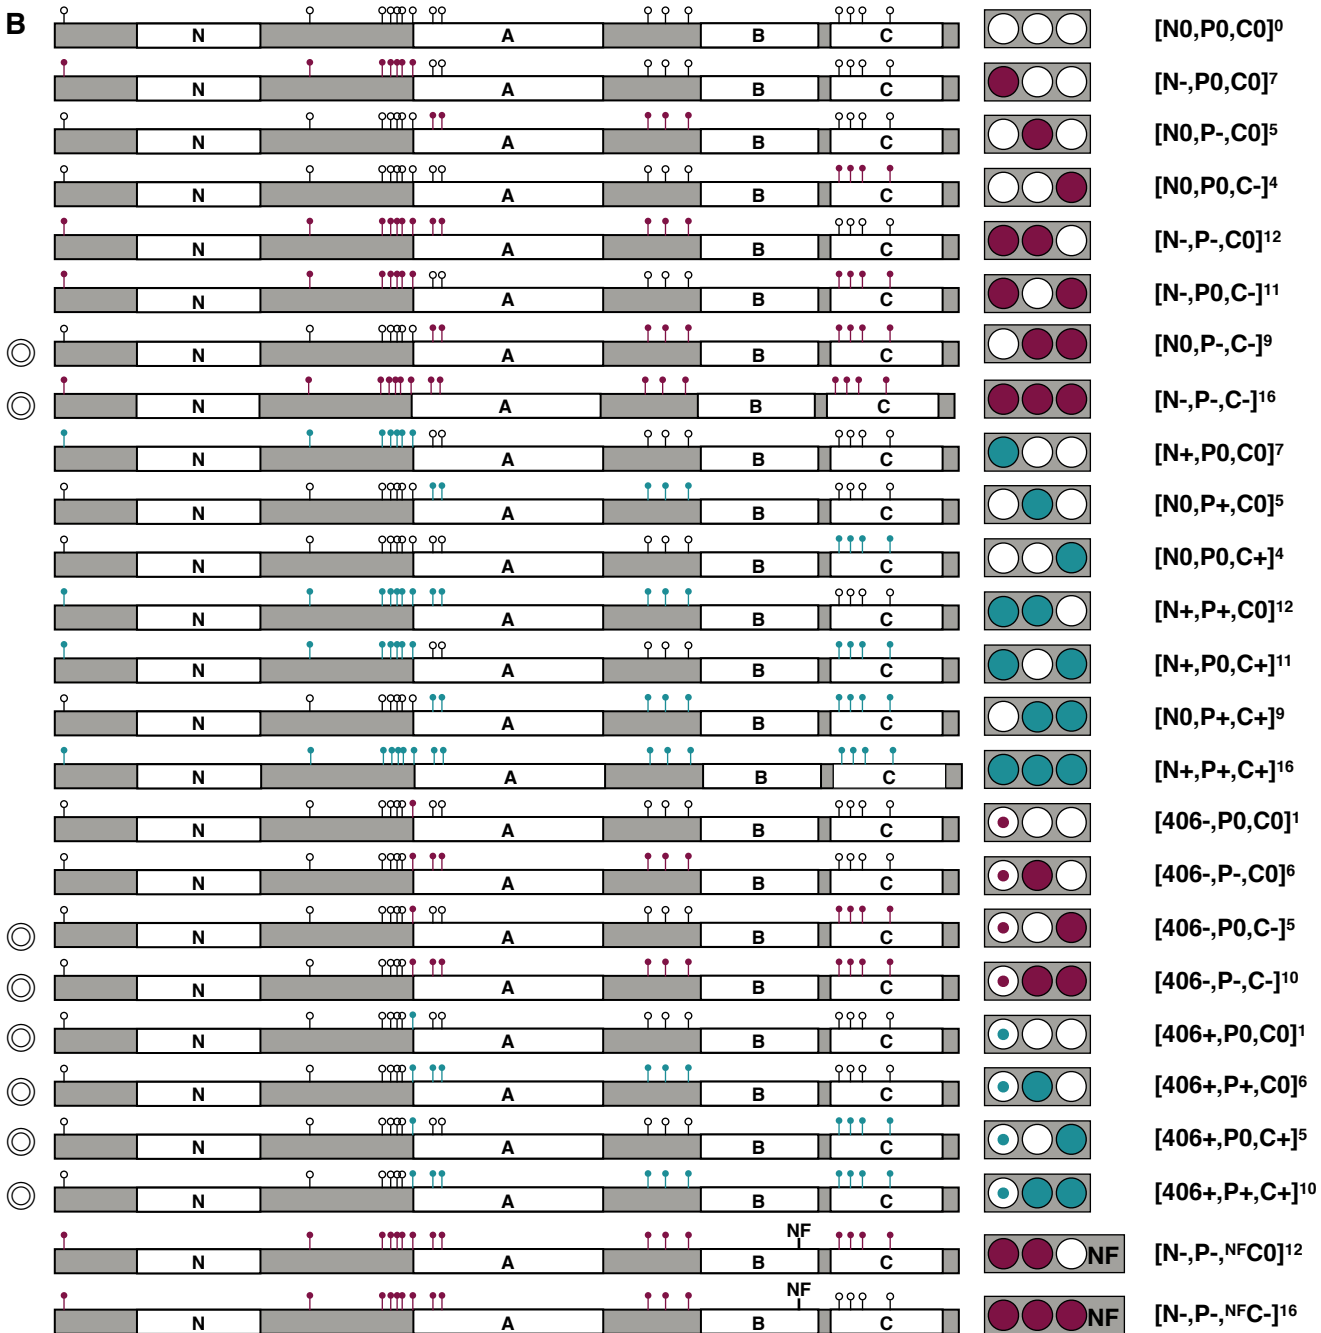 B
N A B C [N0,P0,C0]⁰
N A B C [N-,P0,C0]⁷
N A B C [N0,P-,C0]⁵
N A B C [N0,P0,C-]⁴
N A B C [N-,P-,C0]¹²
N A B C [N-,P0,C-]¹¹
N A B C [N0,P-,C-]⁹
N A B C [N-,P-,C-]¹⁶
N A B C [N+,P0,C0]⁷
N A B C [N0,P+,C0]⁵
N A B C [N0,P0,C+]⁴
N A B C [N+,P+,C0]¹²
N A B C [N+,P0,C+]¹¹
N A B C [N0,P+,C+]⁹
N A B C [N+,P+,C+]¹⁶
N A B C [406-,P0,C0]¹
N A B C [406-,P-,C0]⁶
N A B C [406-,P0,C-]⁵
N A B C [406-,P-,C-]¹⁰
N A B C [406+,P0,C0]¹
N A B C [406+,P+,C0]⁶
N A B C [406+,P0,C+]⁵
N A B C [406+,P+,C+]¹⁰
NF
N A B C NF [N-,P-,ᴺᶠC0]¹²
NF
N A B C NF [N-,P-,ᴺᶠC-]¹⁶